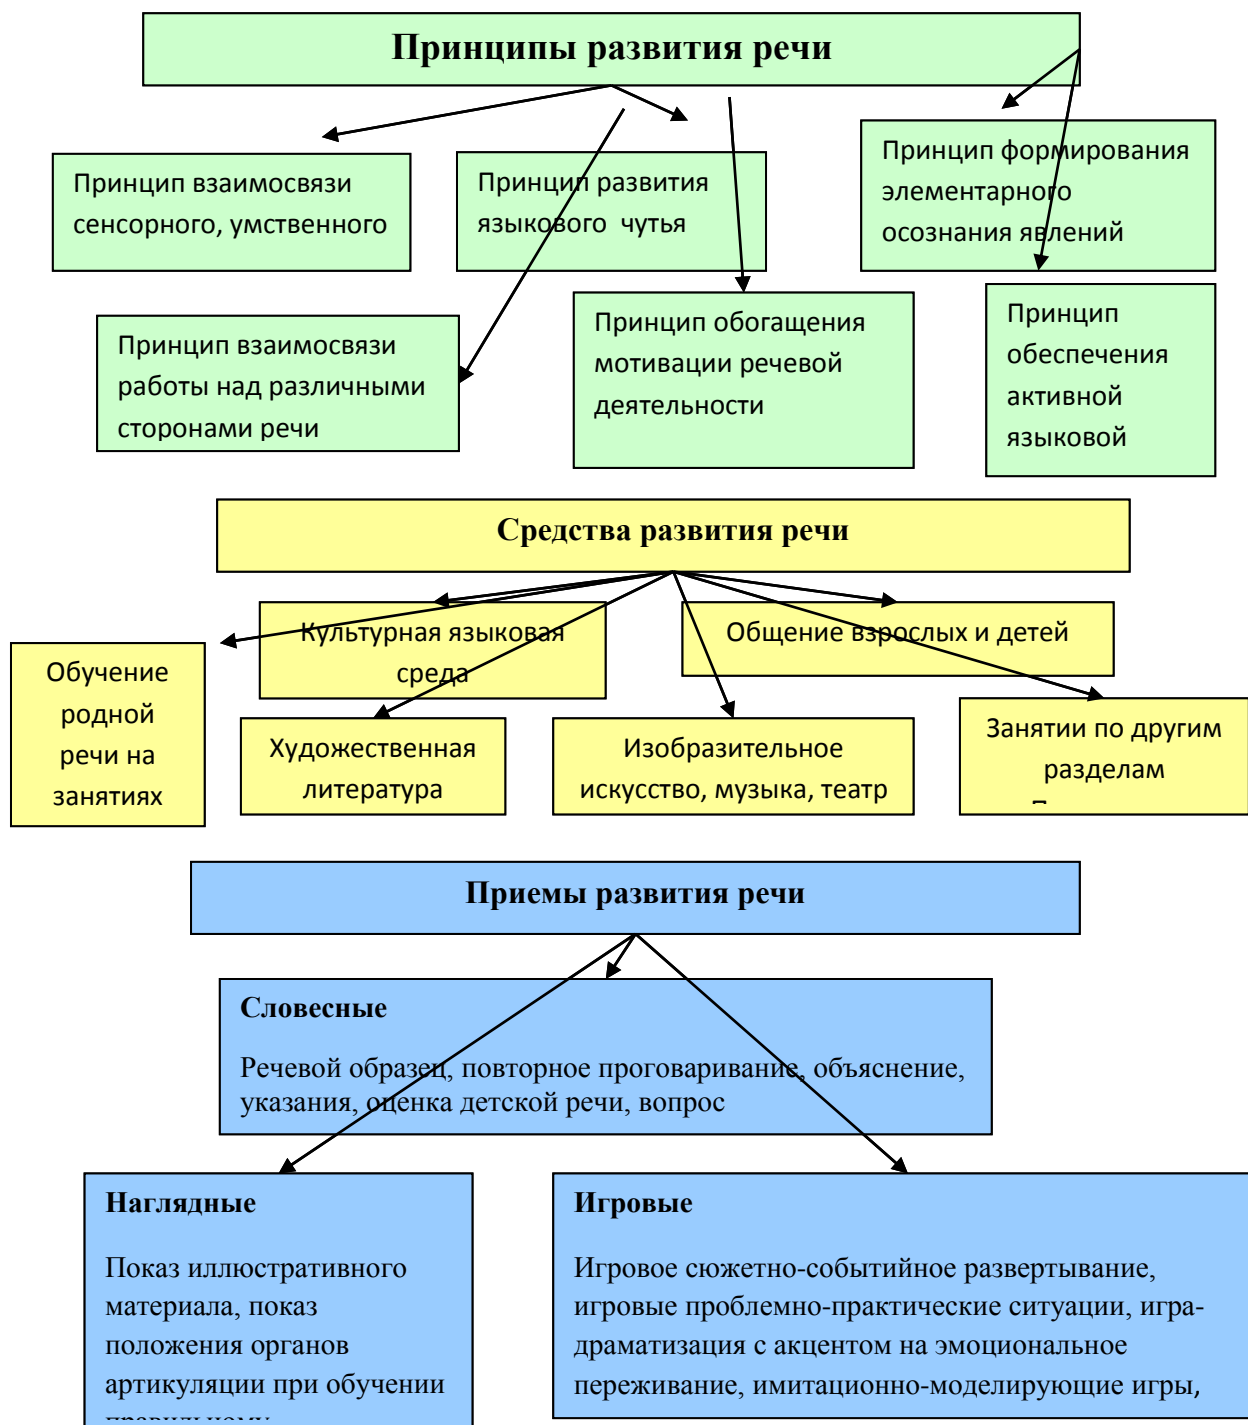 Принципы развития речи
Принцип взаимосвязи
сенсорного, умственного
Принцип развития
языкового чутья
Принцип формирования
элементарного
осознания явлений
Принцип взаимосвязи
работы над различными
сторонами речи
Принцип обогащения
мотивации речевой
деятельности
Принцип
обеспечения
активной
языковой
Средства развития речи
Культурная языковая
среда
Общение взрослых и детей
Обучение
родной
речи на
занятиях
Художественная
литература
Изобразительное
искусство, музыка, театр
Занятии по другим
разделам
Приемы развития речи
Словесные
Речевой образец, повторное проговаривание, объяснение,
указания, оценка детской речи, вопрос
Наглядные
Показ иллюстративного
материала, показ
положения органов
артикуляции при обучении
правильному
Игровые
Игровое сюжетно-событийное развертывание,
игровые проблемно-практические ситуации, игра-
драматизация с акцентом на эмоциональное
переживание, имитационно-моделирующие игры,